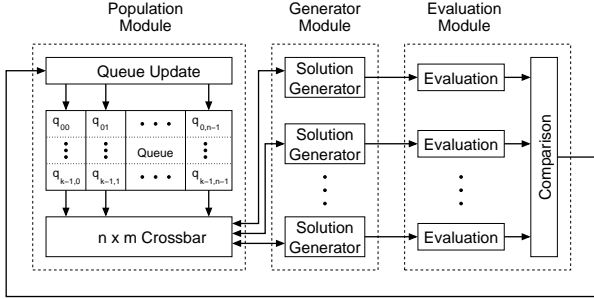 Population
Module
Generator
Module
Evaluation
Module
Queue Update
q00 q01 • • • q0,n−1
Queue
qk−1,0 qk−1,1 • • • qk−1,n−1
n x m Crossbar
Solution
Generator
Solution
Generator
Solution
Generator
Evaluation
Evaluation
Evaluation
Comparison